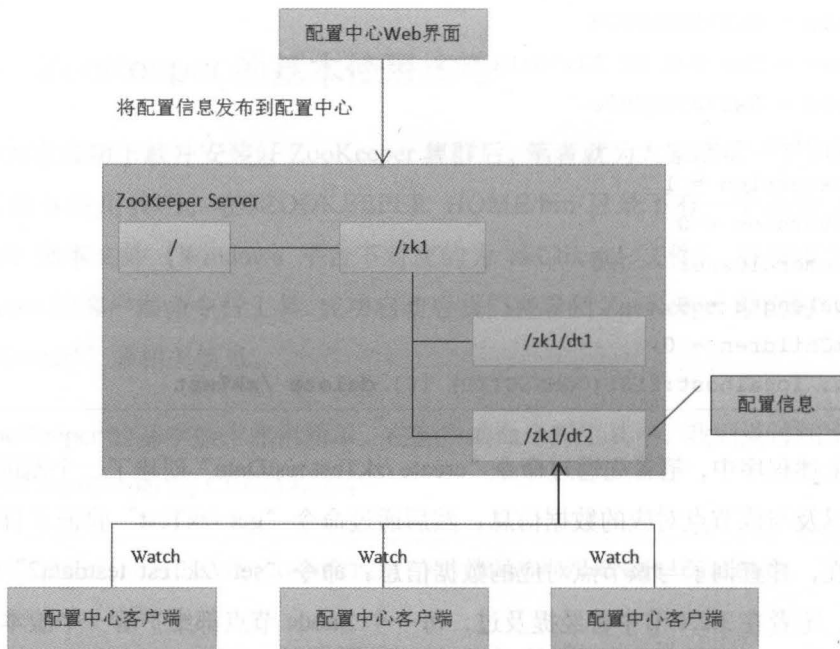 配置中心Web界面
将配置信息发布到配置中心
ZooKeeper Server
/
/zk1
/zk1/dt1
/zk1/dt2
配置信息
Watch
Watch
Watch
配置中心客户端
配置中心客户端
配置中心客户端